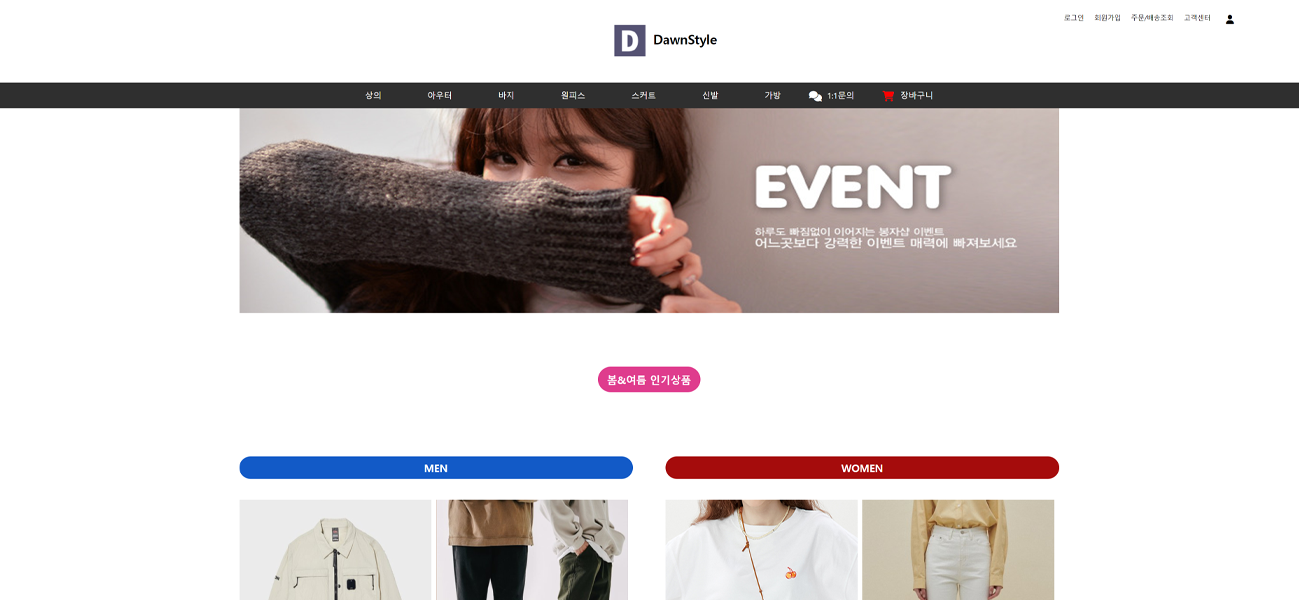 로그인 회원가입 주문/배송조회 고객센터
D DawnStyle
상의 아우터 바지 원피스 스커트 신발 가방 1:1문의 장바구니
EVENT
하루도 빠짐없이 이어지는 봉자샵 이벤트
어느곳보다 강력한 이벤트 매력에 빠져보세요
봄&여름 인기상품
MEN WOMEN